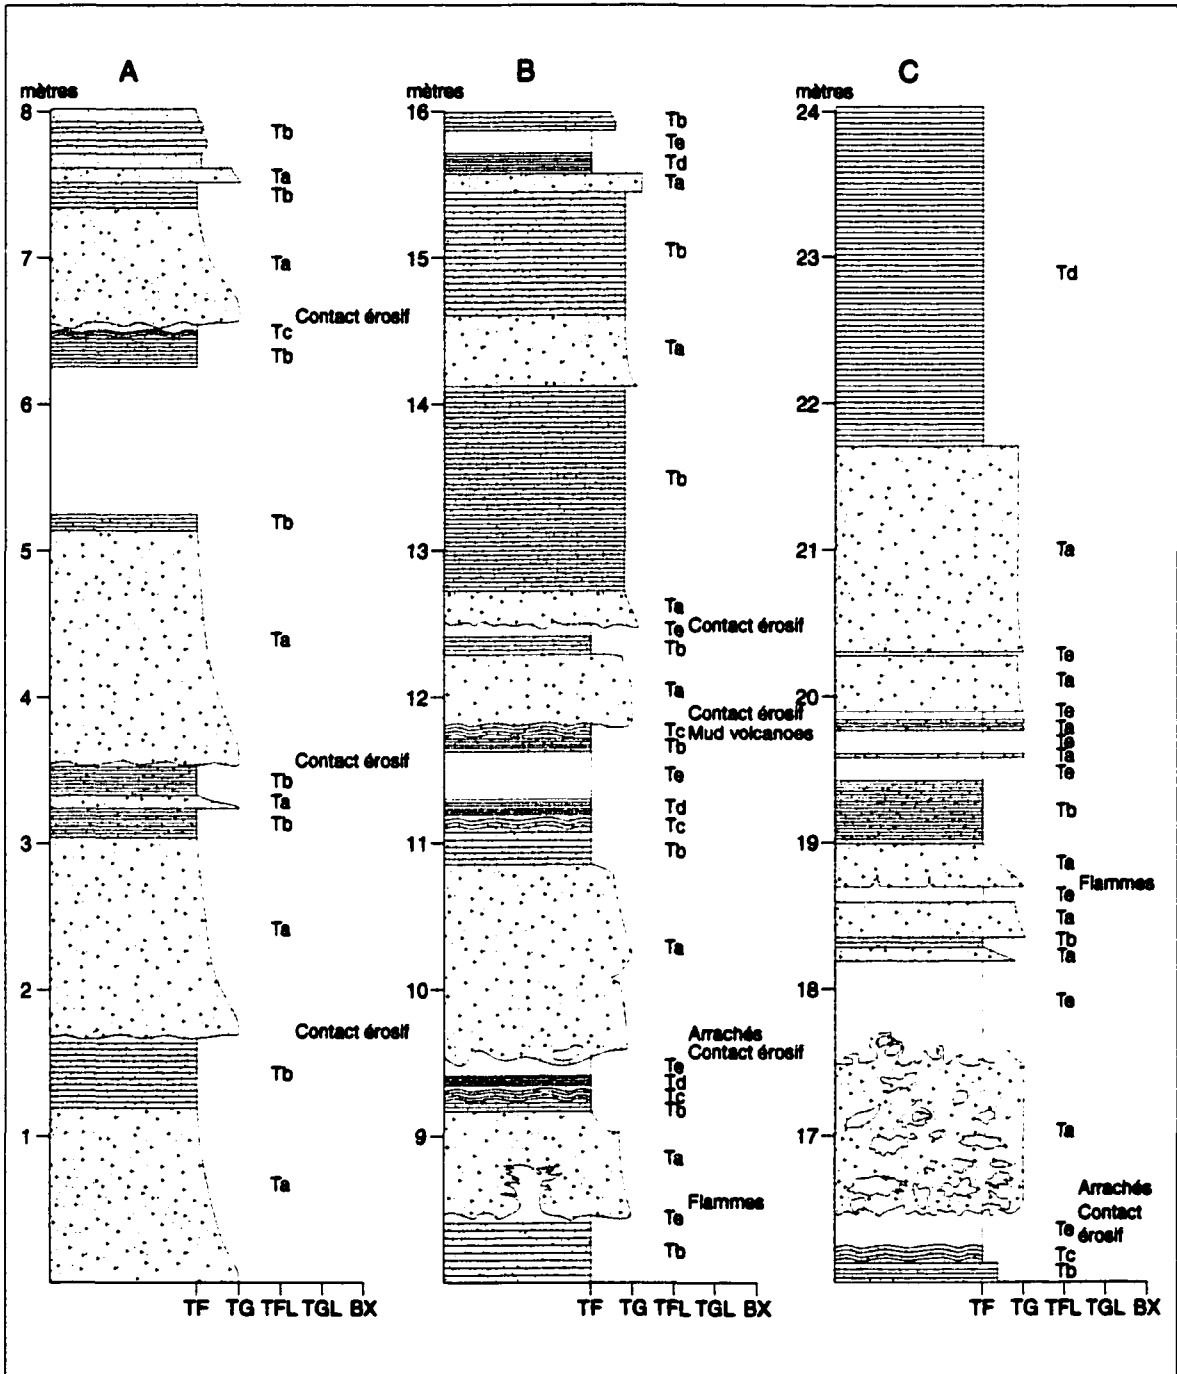 A
mètres
8
Tb
Ta
Tb
7
Ta
Contact érosif
Tc
Tb
6
Tb
5
Ta
4
Contact érosif
Tb
Ta
Tb
3
Ta
2
Contact érosif
Tb
1
Ta
TF TG TFL TGL BX
B
mètres
16
Tb
Te
Td
Ta
15
Tb
Ta
14
Tb
13
Ta
Te Contact érosif
Tb
12
Ta
Contact érosif
Tc Mud volcanoes
Tb
Te
Td
Tc
11
Tb
Ta
10
Arrachés
Contact érosif
Te
Td
Tc
Tb
9
Ta
Flammes
Te
Tb
TF TG TFL TGL BX
C
mètres
24
23
Td
22
21
Ta
Te
Ta
20
Te
Ta
Te
Ta
Te
Tb
19
Ta
Flammes
Te
Ta
Tb
Ta
18
Te
17
Ta
Arrachés
Contact
érosif
Te
Tc
Tb
TF TG TFL TGL BX